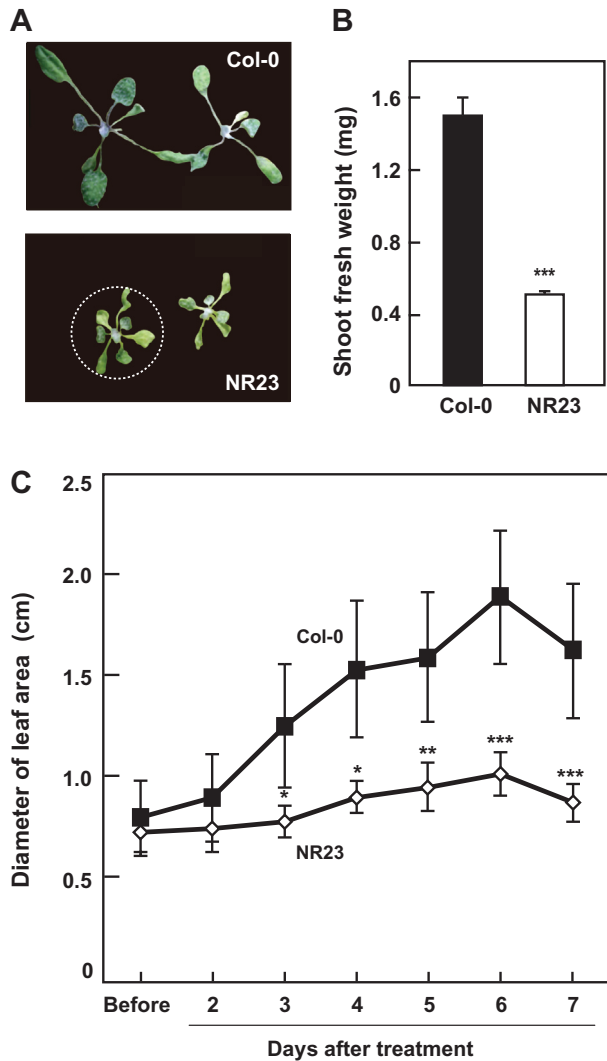 A
Col-0
NR23
B
Shoot fresh weight (mg)
1.6
1.2
1.6
0.4
0
***
Col-0
NR23
C
Diameter of leaf area (cm)
2.5
2.0
1.5
1.0
0.5
0
Col-0
NR23
*
*
**
***
***
Before 2 3 4 5 6 7
Days after treatment